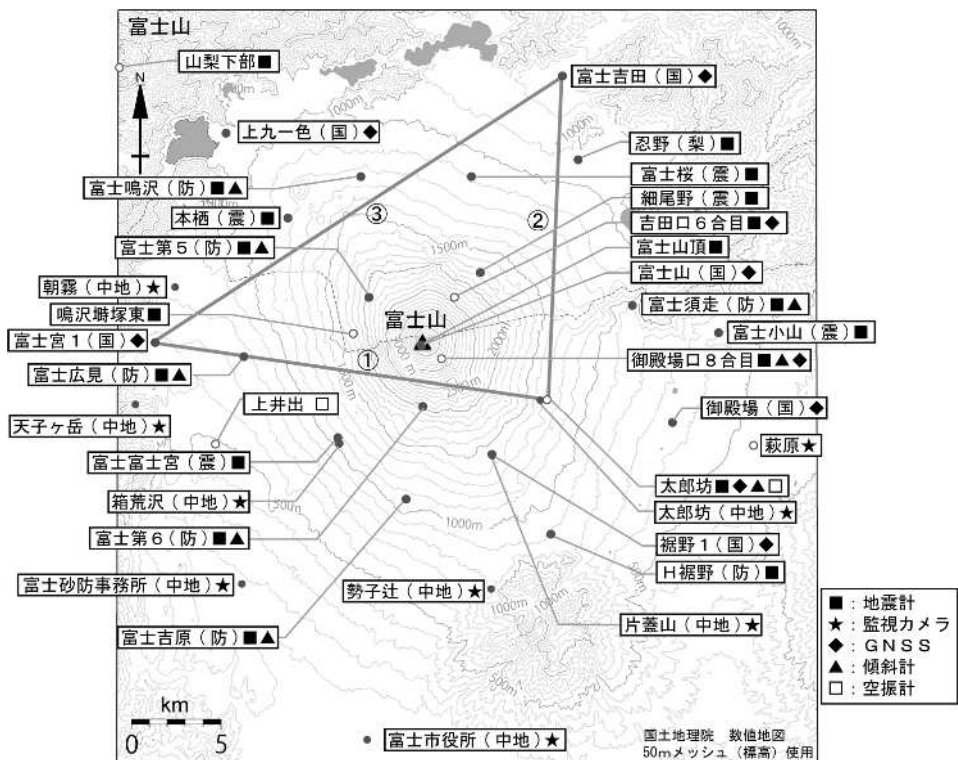 富士山
山梨下部■
N
1000m
1000m
富士吉田(国)◆
上九一色(国)◆
1000m
忍野(梨)■
富士鳴沢(防)■▲
富士桜(震)■
細尾野(震)■
③
②
本栖(震)■
吉田口6合目■◆
富士第5(防)■▲
1500m
富士山頂■
富士山(国)◆
朝霧(中地)★
富士須走(防)■▲
鳴沢塒塚東■
富士山
富士小山(震)■
富士宮1(国)◆
2000m
①
御殿場口8合目■▲◆
富士広見(防)■▲
上井出 □
御殿場(国)◆
天子ヶ岳(中地)★
萩原★
富士富士宮(震)■
太郎坊■◆▲□
箱荒沢(中地)★
500m
太郎坊(中地)★
1000m
富士第6(防)■▲
裾野1(国)◆
H裾野(防)■
富士砂防事務所(中地)★
勢子辻(中地)★
1000m
1000m
富士吉原(防)■▲
片蓋山(中地)★
500m
■:地震計
★:監視カメラ
◆:GNSS
▲:傾斜計
□:空振計
km
0 5
富士市役所(中地)★
国土地理院 数値地図
50mメッシュ(標高)使用